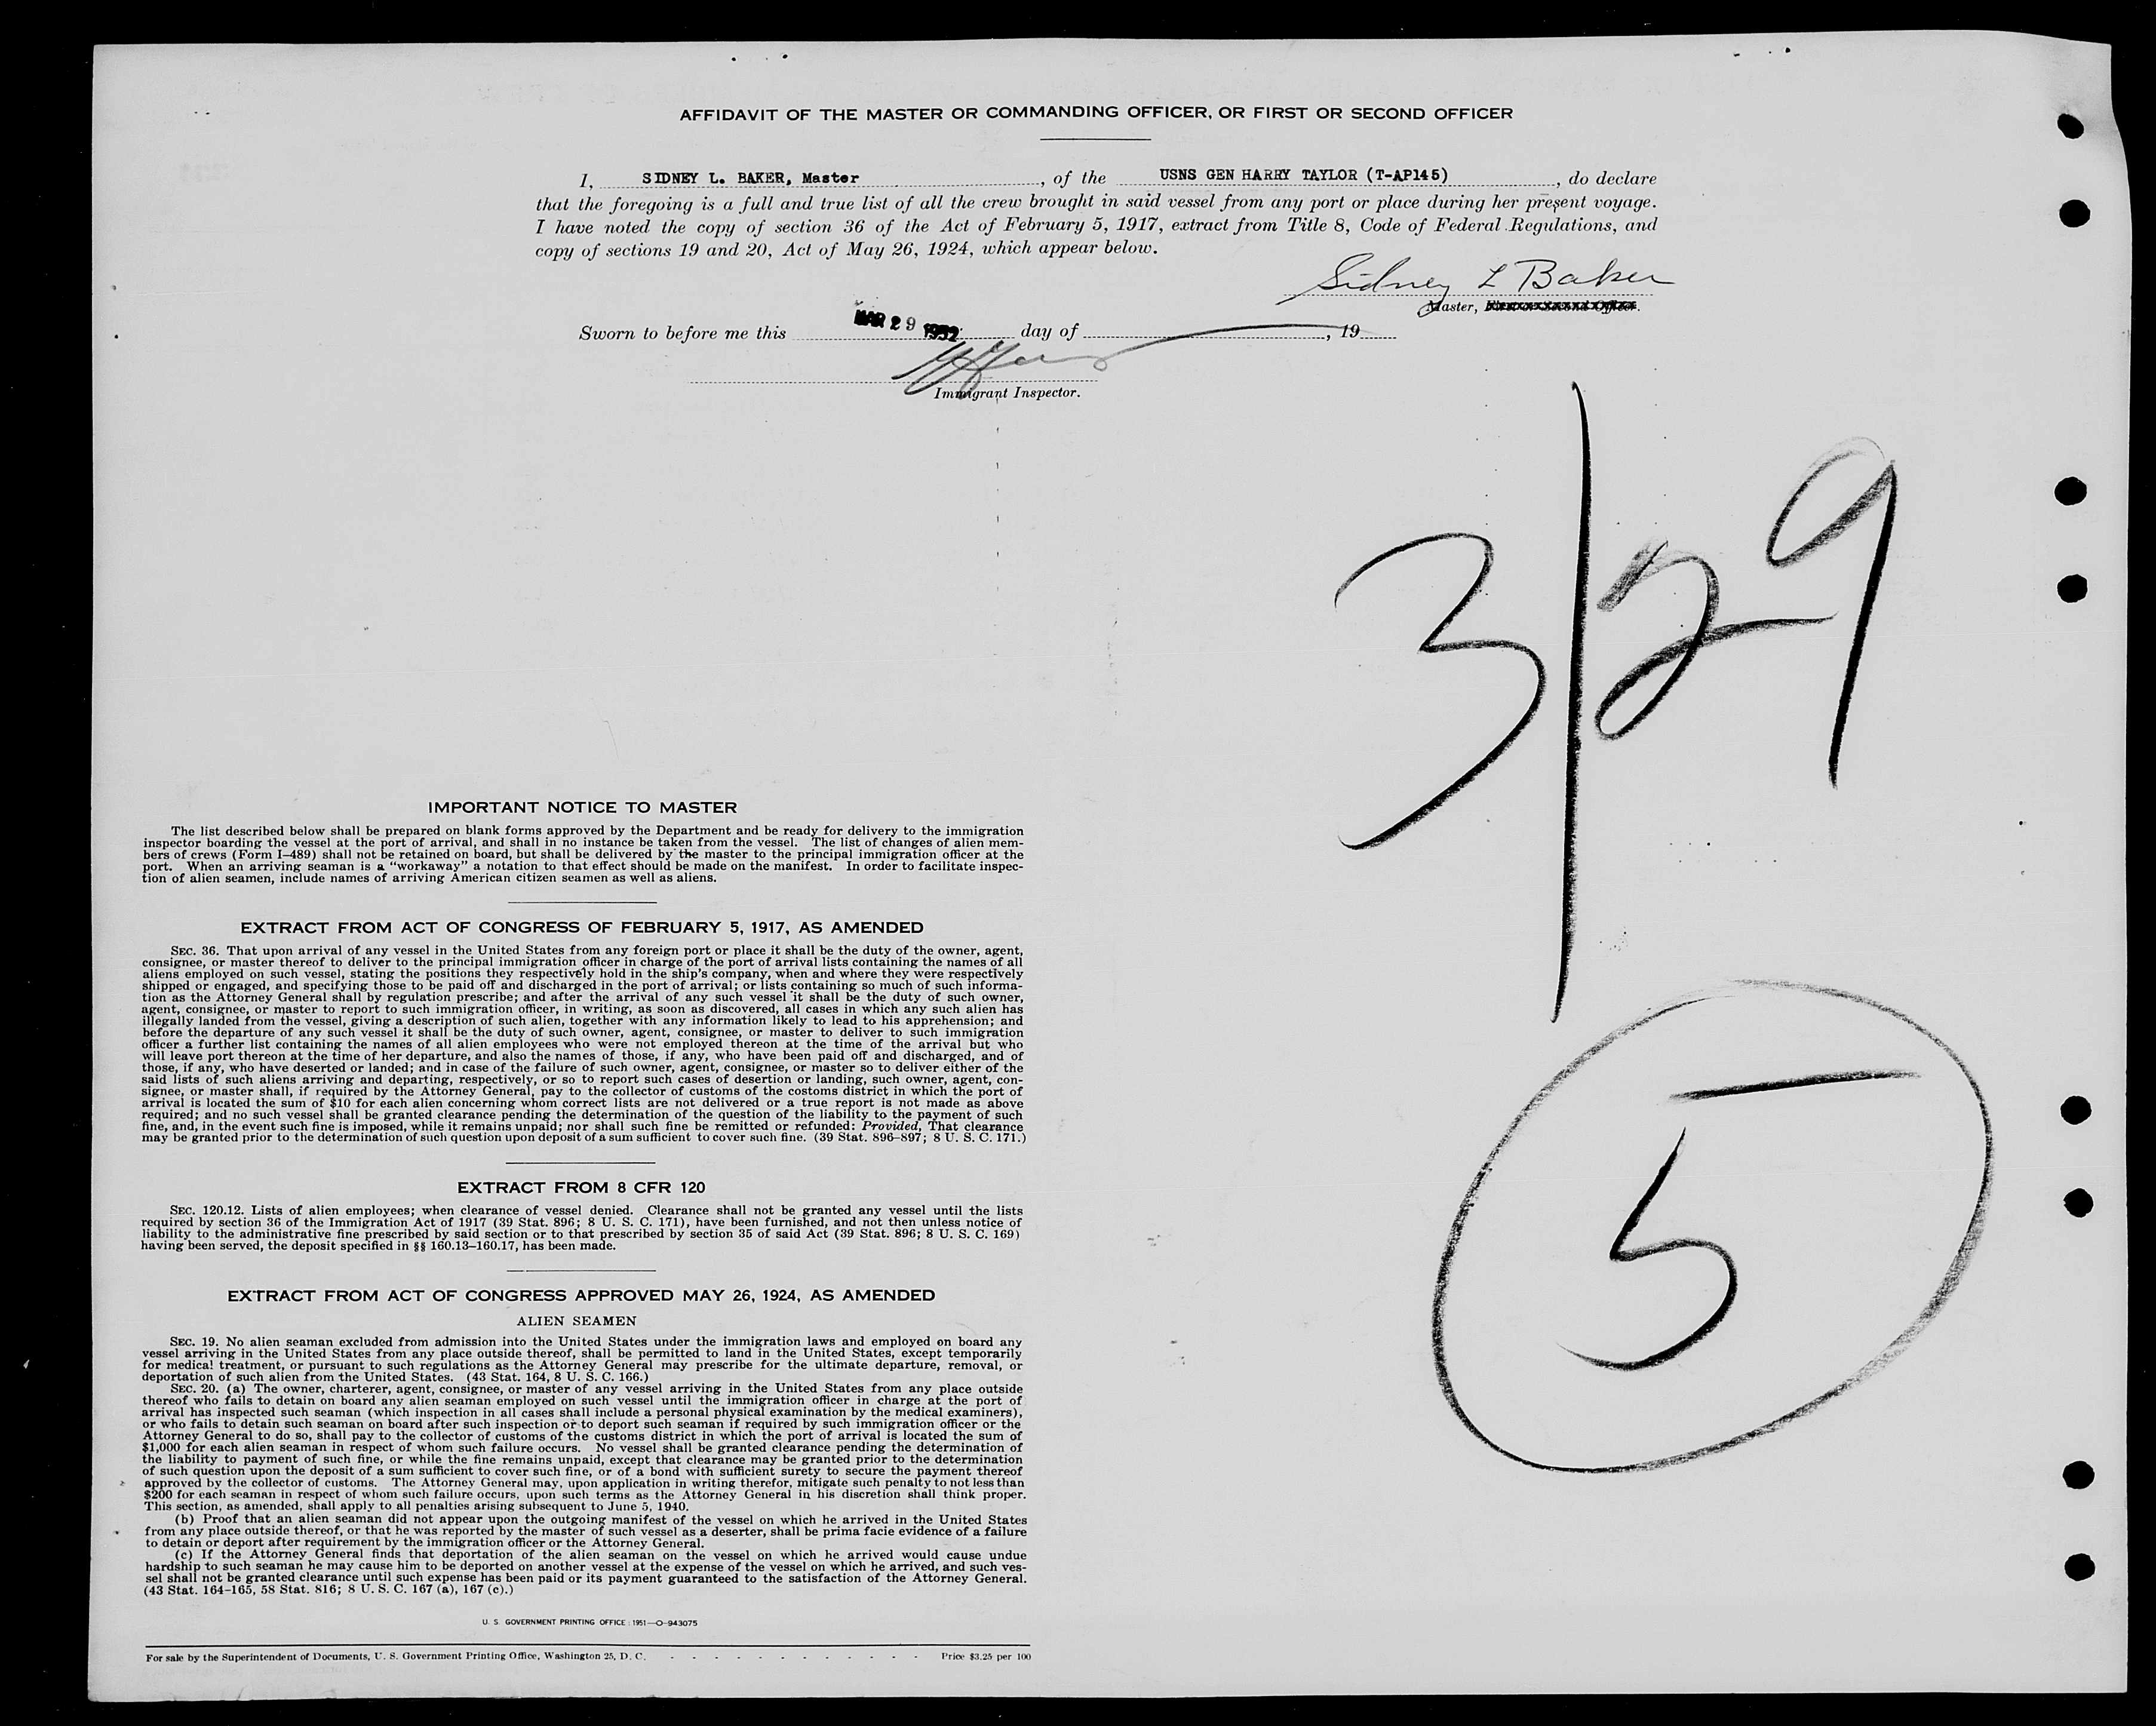 AFFIDAVIT OF THE MASTER OR COMMANDING OFFICER, OR FIRST OR SECOND OFFICER
I, SIDNEY L. BAKER, Master, of the USNS GEN HARRY TAYLOR (T-AP145), do declare
that the foregoing is a full and true list of all the crew brought in said vessel from any port or place during her present voyage.
I have noted the copy of section 36 of the Act of February 5, 1917, extract from Title 8, Code of Federal Regulations, and
copy of sections 19 and 20, Act of May 26, 1924, which appear below.
Sidney L Baker
Master,
Sworn to before me this MAR 29 1952 day of , 19
Immigrant Inspector.
3/29
5
IMPORTANT NOTICE TO MASTER
The list described below shall be prepared on blank forms approved by the Department and be ready for delivery to the immigration
inspector boarding the vessel at the port of arrival, and shall in no instance be taken from the vessel. The list of changes of alien mem-
bers of crews (Form I–489) shall not be retained on board, but shall be delivered by the master to the principal immigration officer at the
port. When an arriving seaman is a "workaway" a notation to that effect should be made on the manifest. In order to facilitate inspec-
tion of alien seamen, include names of arriving American citizen seamen as well as aliens.
EXTRACT FROM ACT OF CONGRESS OF FEBRUARY 5, 1917, AS AMENDED
SEC. 36. That upon arrival of any vessel in the United States from any foreign port or place it shall be the duty of the owner, agent,
consignee, or master thereof to deliver to the principal immigration officer in charge of the port of arrival lists containing the names of all
aliens employed on such vessel, stating the positions they respectively hold in the ship's company, when and where they were respectively
shipped or engaged, and specifying those to be paid off and discharged in the port of arrival; or lists containing so much of such informa-
tion as the Attorney General shall by regulation prescribe; and after the arrival of any such vessel it shall be the duty of such owner,
agent, consignee, or master to report to such immigration officer, in writing, as soon as discovered, all cases in which any such alien has
illegally landed from the vessel, giving a description of such alien, together with any information likely to lead to his apprehension; and
before the departure of any such vessel it shall be the duty of such owner, agent, consignee, or master to deliver to such immigration
officer a further list containing the names of all alien employees who were not employed thereon at the time of the arrival but who
will leave port thereon at the time of her departure, and also the names of those, if any, who have been paid off and discharged, and of
those, if any, who have deserted or landed; and in case of the failure of such owner, agent, consignee, or master so to deliver either of the
said lists of such aliens arriving and departing, respectively, or so to report such cases of desertion or landing, such owner, agent, con-
signee, or master shall, if required by the Attorney General, pay to the collector of customs of the costoms district in which the port of
arrival is located the sum of $10 for each alien concerning whom correct lists are not delivered or a true report is not made as above
required; and no such vessel shall be granted clearance pending the determination of the question of the liability to the payment of such
fine, and, in the event such fine is imposed, while it remains unpaid; nor shall such fine be remitted or refunded: Provided, That clearance
may be granted prior to the determination of such question upon deposit of a sum sufficient to cover such fine. (39 Stat. 896–897; 8 U. S. C. 171.)
EXTRACT FROM 8 CFR 120
SEC. 120.12. Lists of alien employees; when clearance of vessel denied. Clearance shall not be granted any vessel until the lists
required by section 36 of the Immigration Act of 1917 (39 Stat. 896; 8 U. S. C. 171), have been furnished, and not then unless notice of
liability to the administrative fine prescribed by said section or to that prescribed by section 35 of said Act (39 Stat. 896; 8 U. S. C. 169)
having been served, the deposit specified in §§ 160.13–160.17, has been made.
EXTRACT FROM ACT OF CONGRESS APPROVED MAY 26, 1924, AS AMENDED
ALIEN SEAMEN
SEC. 19. No alien seaman excluded from admission into the United States under the immigration laws and employed on board any
vessel arriving in the United States from any place outside thereof, shall be permitted to land in the United States, except temporarily
for medical treatment, or pursuant to such regulations as the Attorney General may prescribe for the ultimate departure, removal, or
deportation of such alien from the United States. (43 Stat. 164, 8 U. S. C. 166.)
SEC. 20. (a) The owner, charterer, agent, consignee, or master of any vessel arriving in the United States from any place outside
thereof who fails to detain on board any alien seaman employed on such vessel until the immigration officer in charge at the port of
arrival has inspected such seaman (which inspection in all cases shall include a personal physical examination by the medical examiners),
or who fails to detain such seaman on board after such inspection or to deport such seaman if required by such immigration officer or the
Attorney General to do so, shall pay to the collector of customs of the customs district in which the port of arrival is located the sum of
$1,000 for each alien seaman in respect of whom such failure occurs. No vessel shall be granted clearance pending the determination of
the liability to payment of such fine, or while the fine remains unpaid, except that clearance may be granted prior to the determination
of such question upon the deposit of a sum sufficient to cover such fine, or of a bond with sufficient surety to secure the payment thereof
approved by the collector of customs. The Attorney General may, upon application in writing therefor, mitigate such penalty to not less than
$200 for each seaman in respect of whom such failure occurs, upon such terms as the Attorney General in his discretion shall think proper.
This section, as amended, shall apply to all penalties arising subsequent to June 5, 1940.
(b) Proof that an alien seaman did not appear upon the outgoing manifest of the vessel on which he arrived in the United States
from any place outside thereof, or that he was reported by the master of such vessel as a deserter, shall be prima facie evidence of a failure
to detain or deport after requirement by the immigration officer or the Attorney General.
(c) If the Attorney General finds that deportation of the alien seaman on the vessel on which he arrived would cause undue
hardship to such seaman he may cause him to be deported on another vessel at the expense of the vessel on which he arrived, and such ves-
sel shall not be granted clearance until such expense has been paid or its payment guaranteed to the satisfaction of the Attorney General.
(43 Stat. 164–165, 58 Stat. 816; 8 U. S. C. 167 (a), 167 (c).)
U. S. GOVERNMENT PRINTING OFFICE : 1951—O–943075
For sale by the Superintendent of Documents, U. S. Government Printing Office, Washington 25, D. C. - - - - - - - - - - - - Price $3.25 per 100